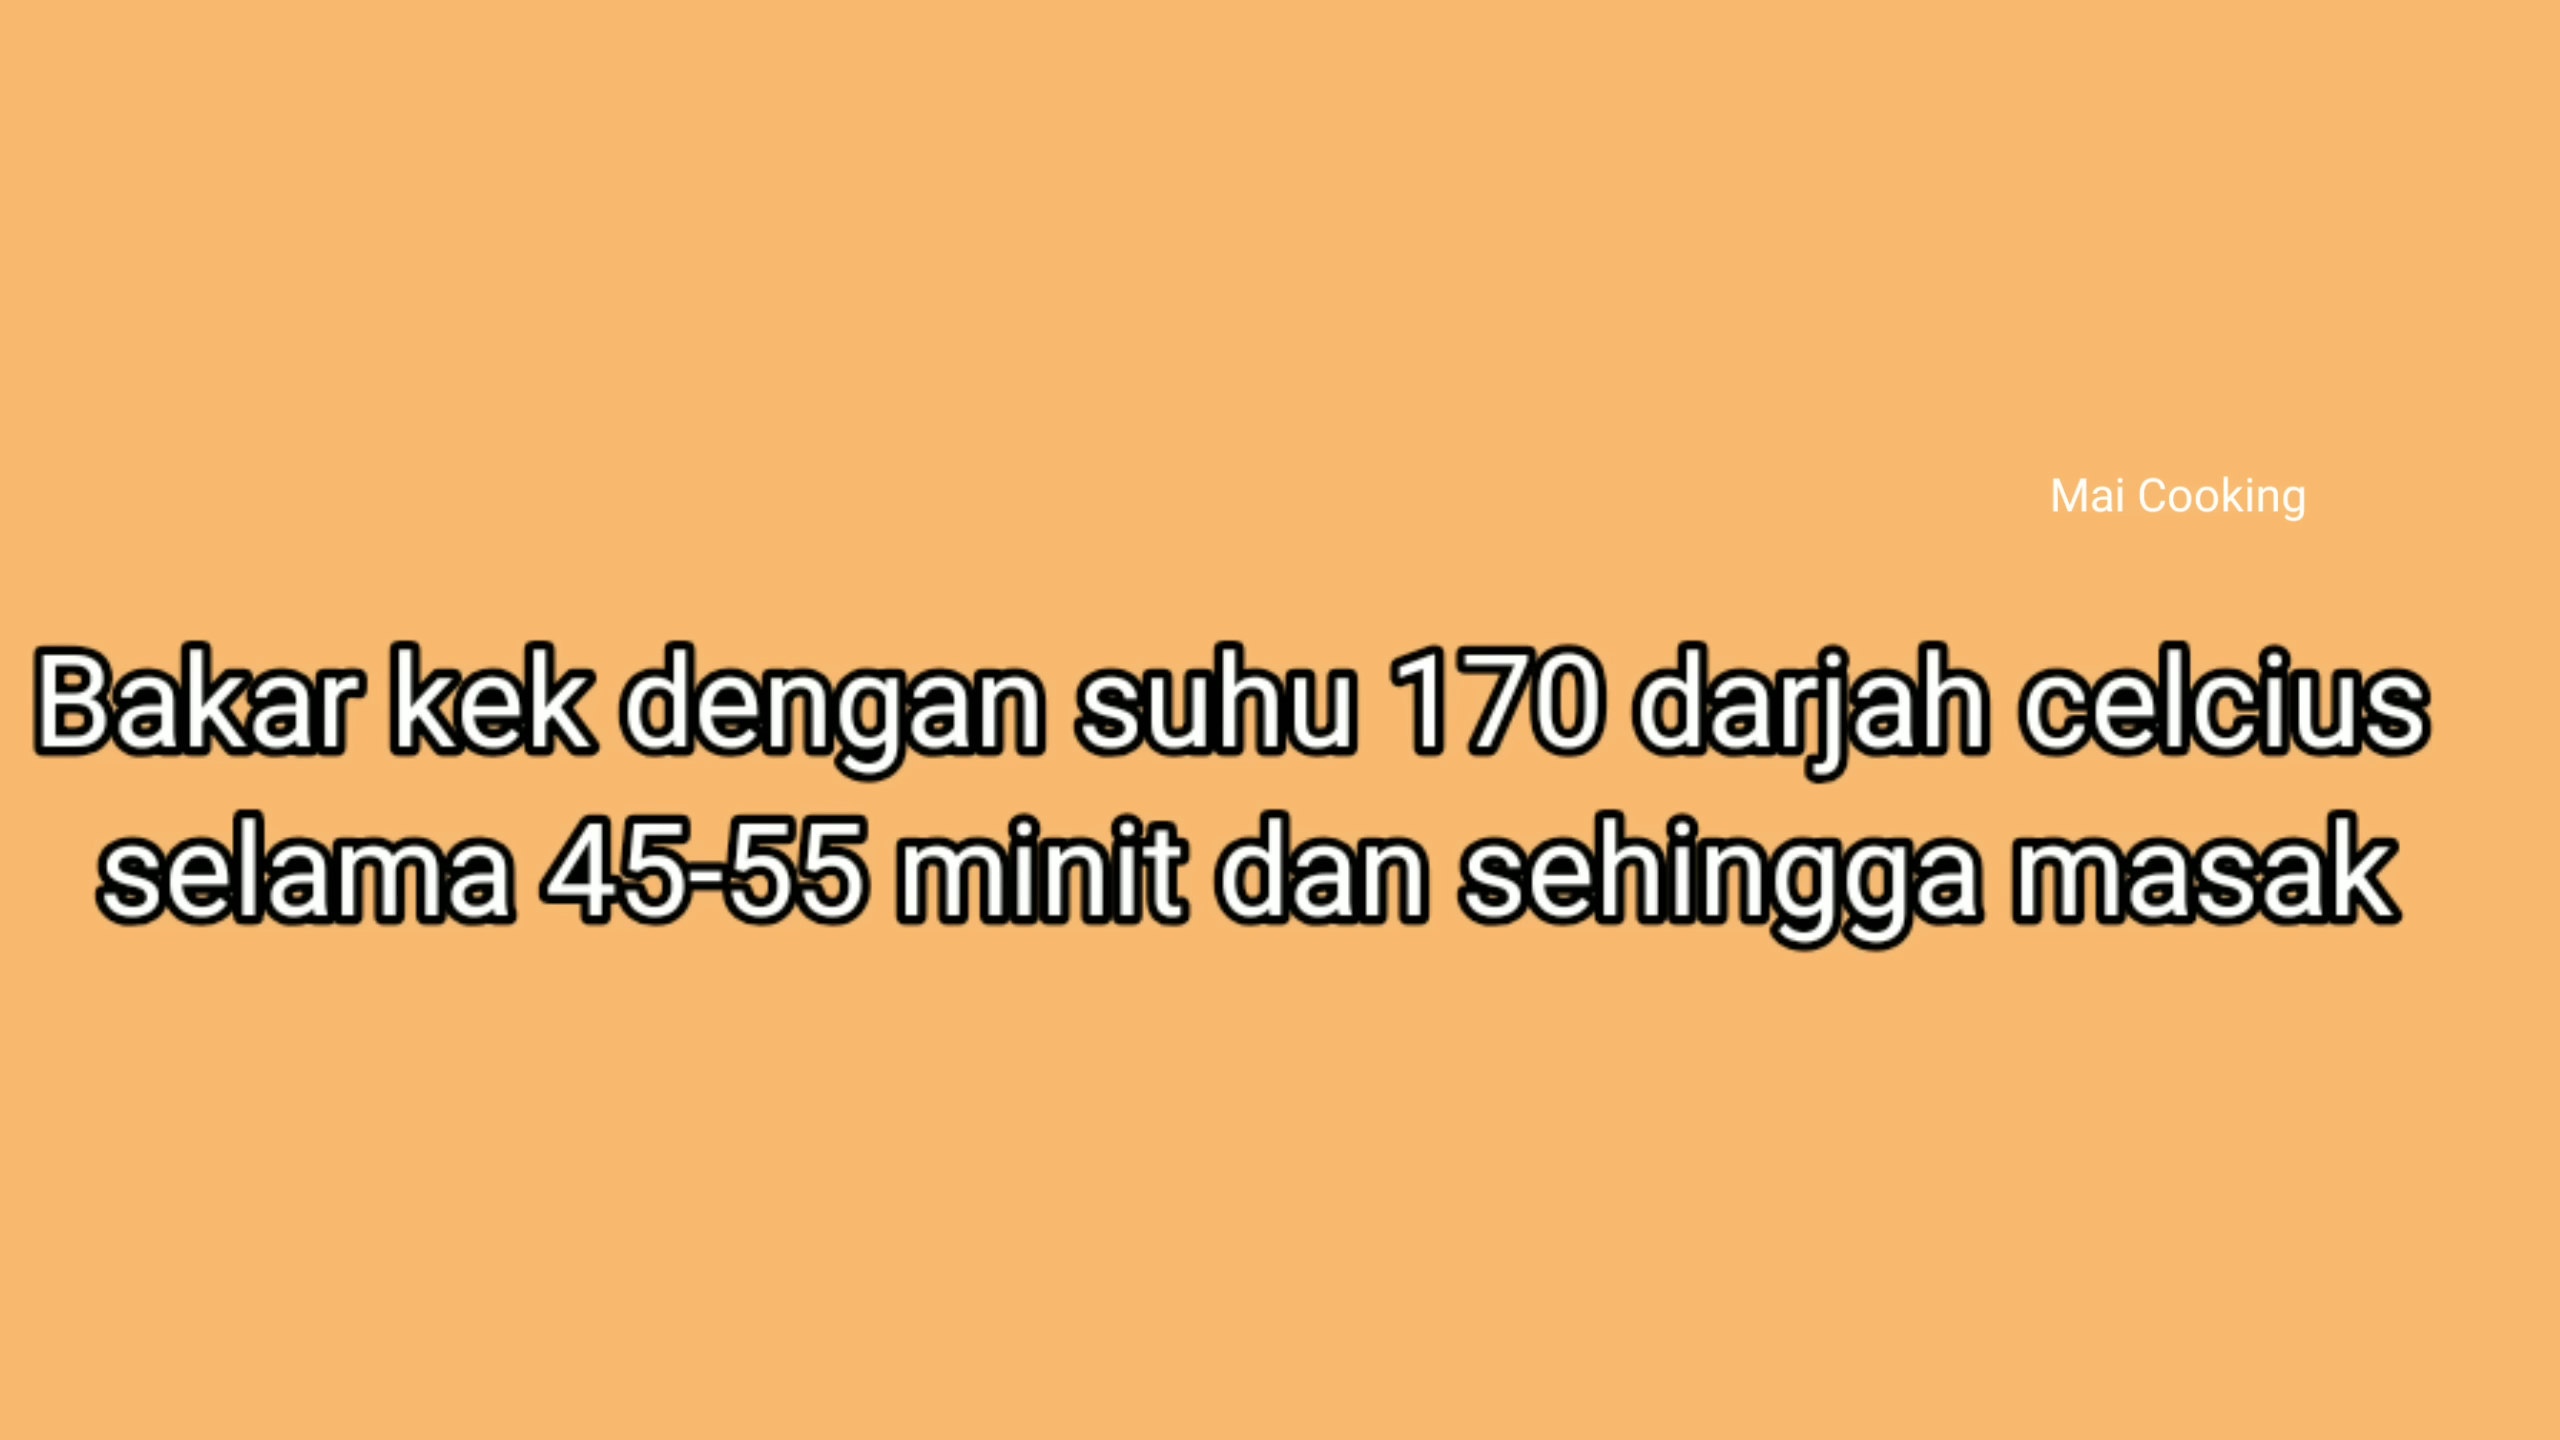 Mai Cooking
Bakar kek dengan suhu 170 darjah celcius
selama 45-55 minit dan sehingga masak